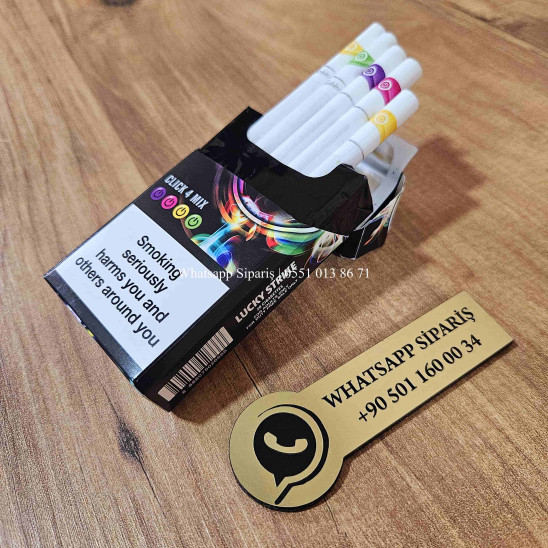 CLICK 4 MIX
Smoking
seriously
harms you and
others around you
LUCKY STRIKE
Whatsapp Sipariş 0551 013 86 71
WHATSAPP SİPARİŞ
+90 501 160 00 34